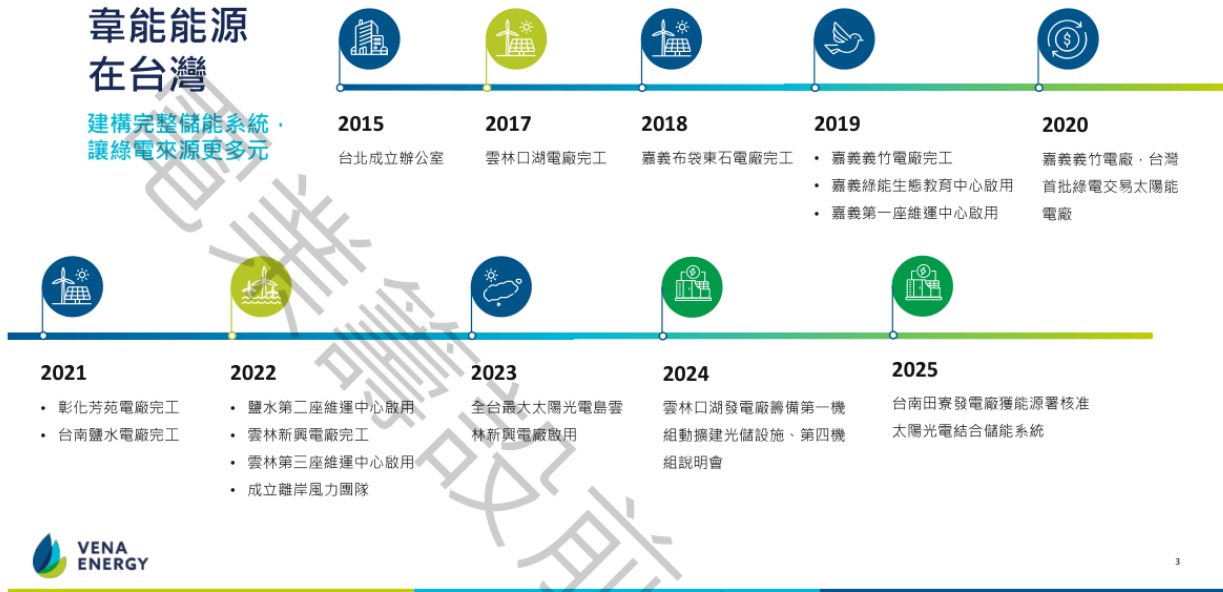 韋能能源
在台灣
建構完整儲能系統，
讓綠電來源更多元
2015
台北成立辦公室
2017
雲林口湖電廠完工
2018
嘉義布袋東石電廠完工
2019
• 嘉義義竹電廠完工
• 嘉義綠能生態教育中心啟用
• 嘉義第一座維運中心啟用
2020
嘉義義竹電廠，台灣
首批綠電交易太陽能
電廠
2021
• 彰化芳苑電廠完工
• 台南鹽水電廠完工
2022
• 鹽水第二座維運中心啟用
• 雲林新興電廠完工
• 雲林第三座維運中心啟用
• 成立離岸風力團隊
2023
全台最大太陽光電島雲
林新興電廠啟用
2024
雲林口湖發電廠籌備第一機
組動擴建光儲設施、第四機
組說明會
2025
台南田寮發電廠獲能源署核准
太陽光電結合儲能系統
電業籌設前
VENA
ENERGY
3